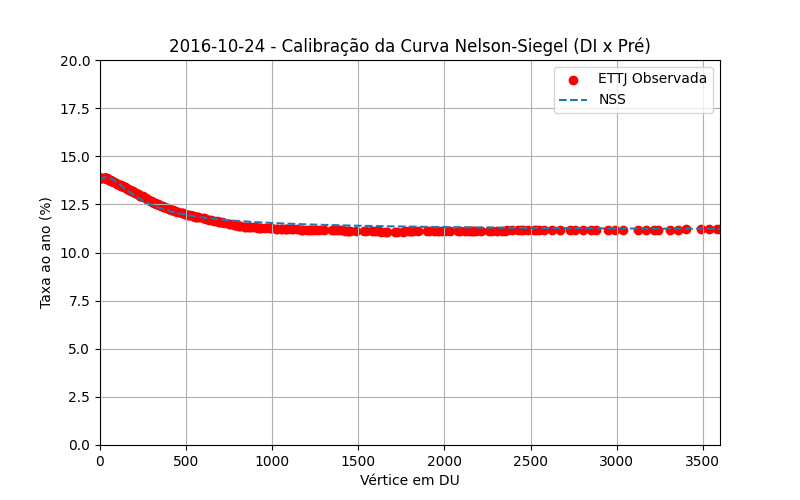 2016-10-24 - Calibração da Curva Nelson-Siegel (DI x Pré)
ETTJ Observada
NSS
Taxa ao ano (%)
20.0
17.5
15.0
12.5
10.0
7.5
5.0
2.5
0.0
0 500 1000 1500 2000 2500 3000 3500
Vértice em DU